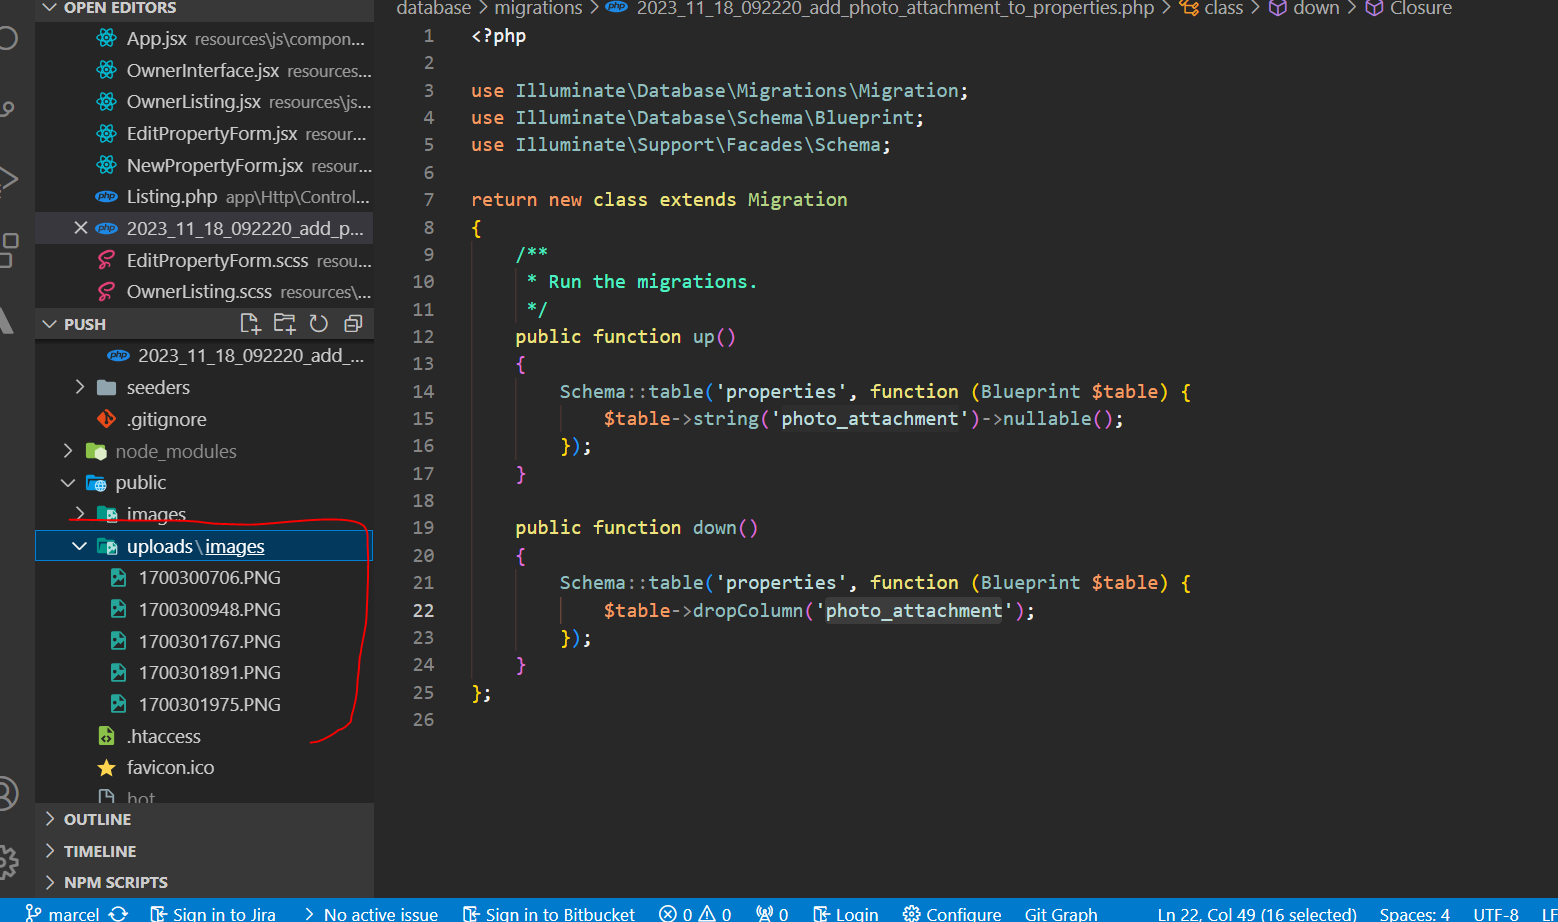 OPEN EDITORS
App.jsx resources\js\compon...
OwnerInterface.jsx resources...
OwnerListing.jsx resources\js...
EditPropertyForm.jsx resour...
NewPropertyForm.jsx resour...
Listing.php app\Http\Control...
2023_11_18_092220_add_p...
EditPropertyForm.scss resou...
OwnerListing.scss resources\...
PUSH
php 2023_11_18_092220_add_...
seeders
.gitignore
node_modules
public
images
uploads\images
1700300706.PNG
1700300948.PNG
1700301767.PNG
1700301891.PNG
1700301975.PNG
.htaccess
favicon.ico
hot
OUTLINE
TIMELINE
NPM SCRIPTS
database > migrations > php 2023_11_18_092220_add_photo_attachment_to_properties.php > class > down > Closure
1 <?php
2
3 use Illuminate\Database\Migrations\Migration;
4 use Illuminate\Database\Schema\Blueprint;
5 use Illuminate\Support\Facades\Schema;
6
7 return new class extends Migration
8 {
9 /**
10 * Run the migrations.
11 */
12 public function up()
13 {
14 Schema::table('properties', function (Blueprint $table) {
15 $table->string('photo_attachment')->nullable();
16 });
17 }
18
19 public function down()
20 {
21 Schema::table('properties', function (Blueprint $table) {
22 $table->dropColumn('photo_attachment');
23 });
24 }
25 };
26
marcel Sign in to Jira > No active issue Sign in to Bitbucket 0 0 0 Login Configure Git Graph Ln 22, Col 49 (16 selected) Spaces: 4 UTF-8 LF